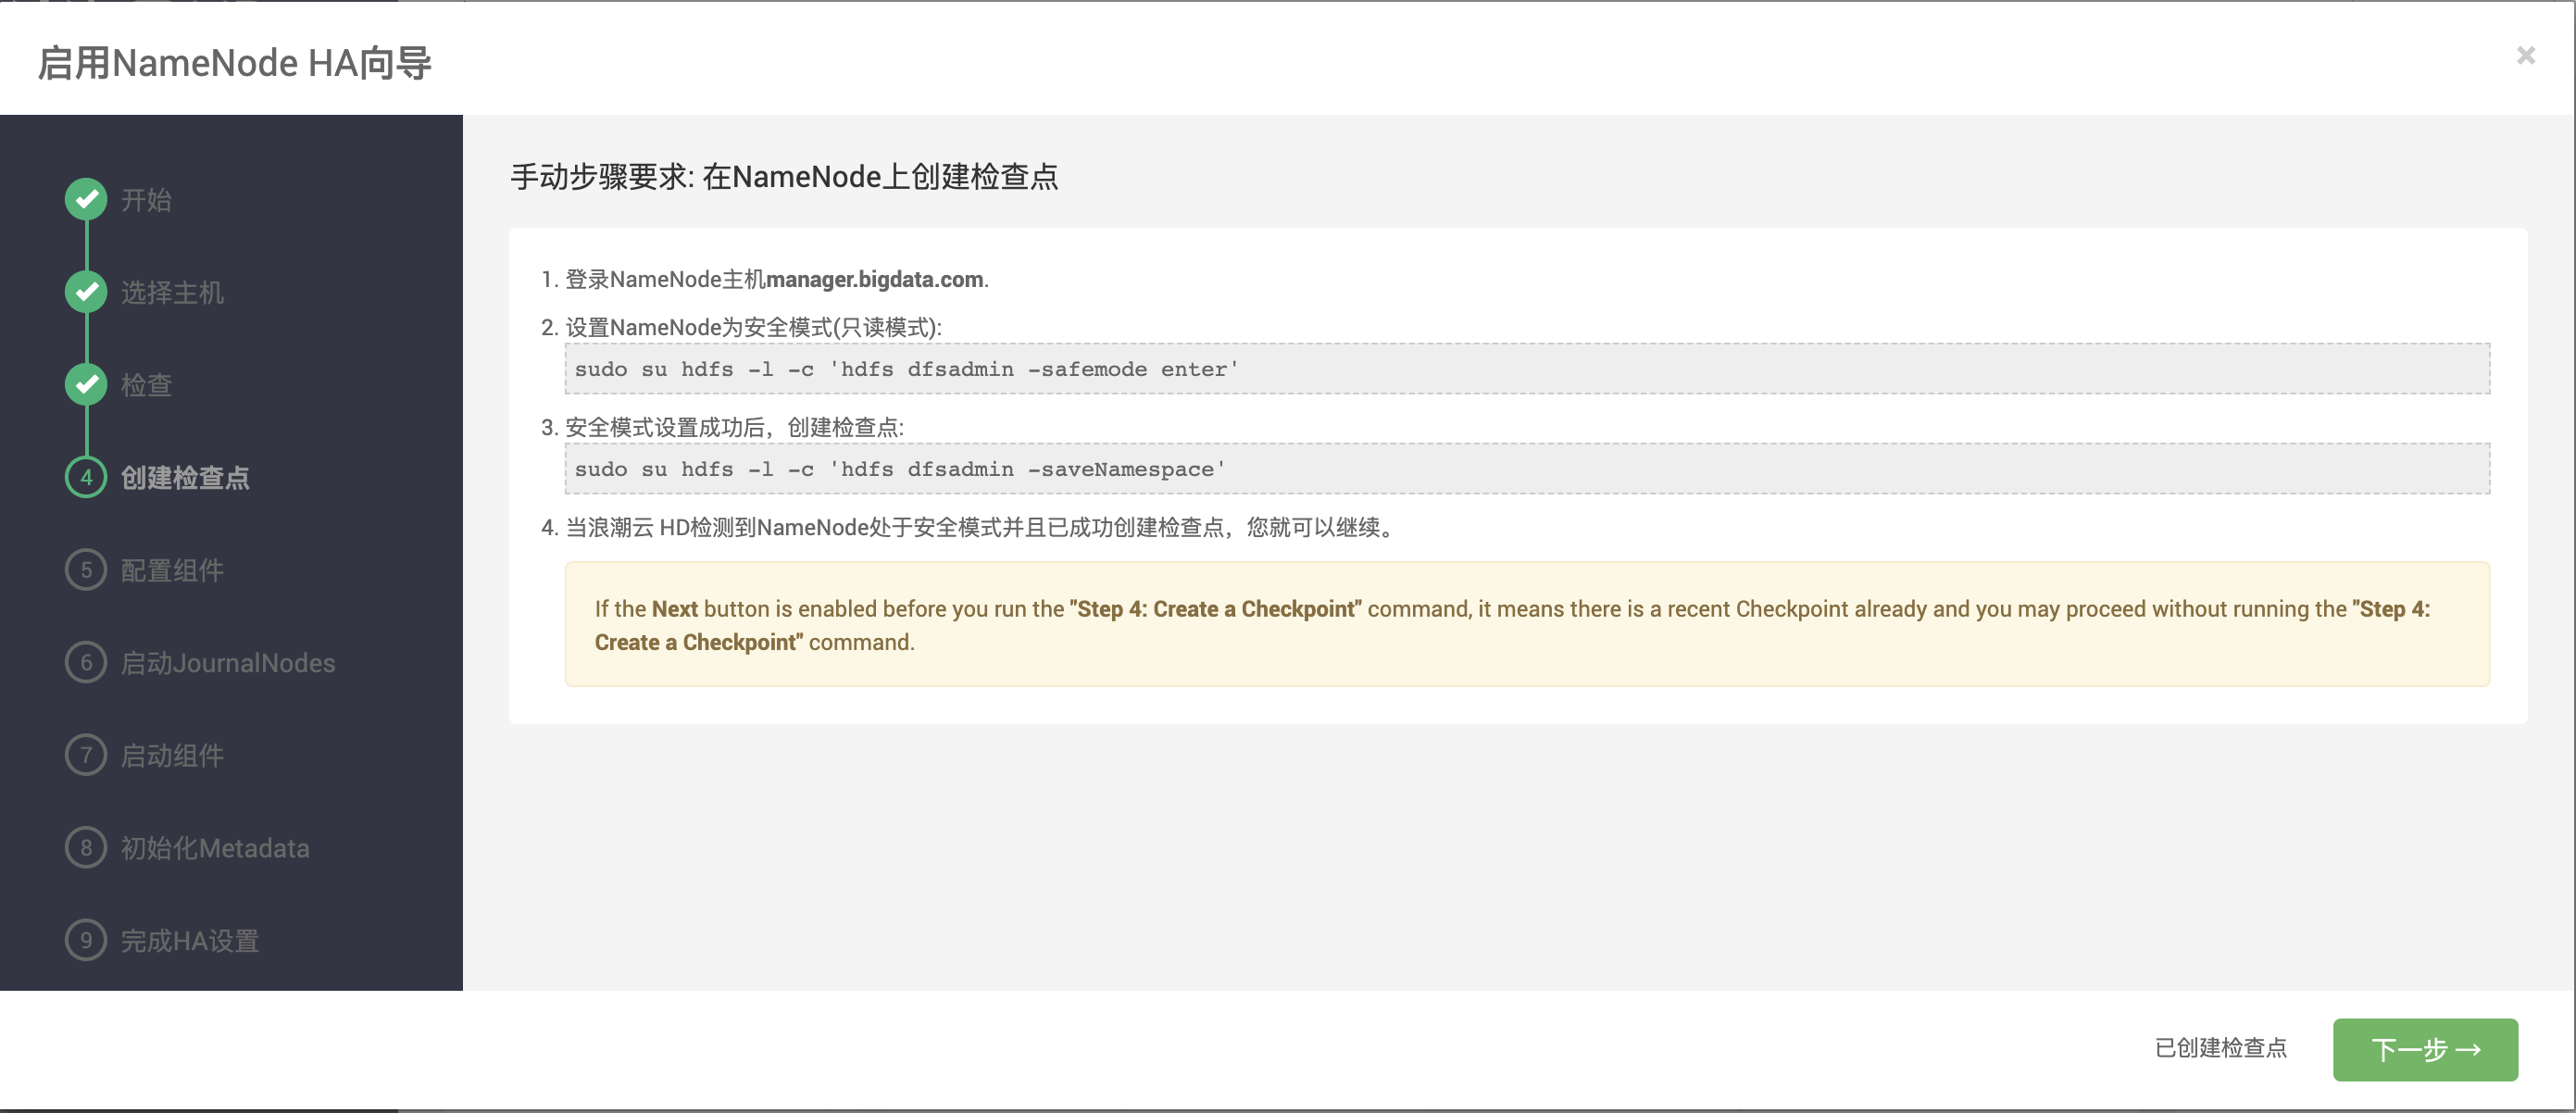 启用NameNode HA向导
×
开始
选择主机
检查
4 创建检查点
5 配置组件
6 启动JournalNodes
7 启动组件
8 初始化Metadata
9 完成HA设置
手动步骤要求: 在NameNode上创建检查点
1. 登录NameNode主机manager.bigdata.com.
2. 设置NameNode为安全模式(只读模式):
sudo su hdfs -l -c 'hdfs dfsadmin -safemode enter'
3. 安全模式设置成功后，创建检查点:
sudo su hdfs -l -c 'hdfs dfsadmin -saveNamespace'
4. 当浪潮云 HD检测到NameNode处于安全模式并且已成功创建检查点，您就可以继续。
If the Next button is enabled before you run the "Step 4: Create a Checkpoint" command, it means there is a recent Checkpoint already and you may proceed without running the "Step 4:
Create a Checkpoint" command.
已创建检查点
下一步 →